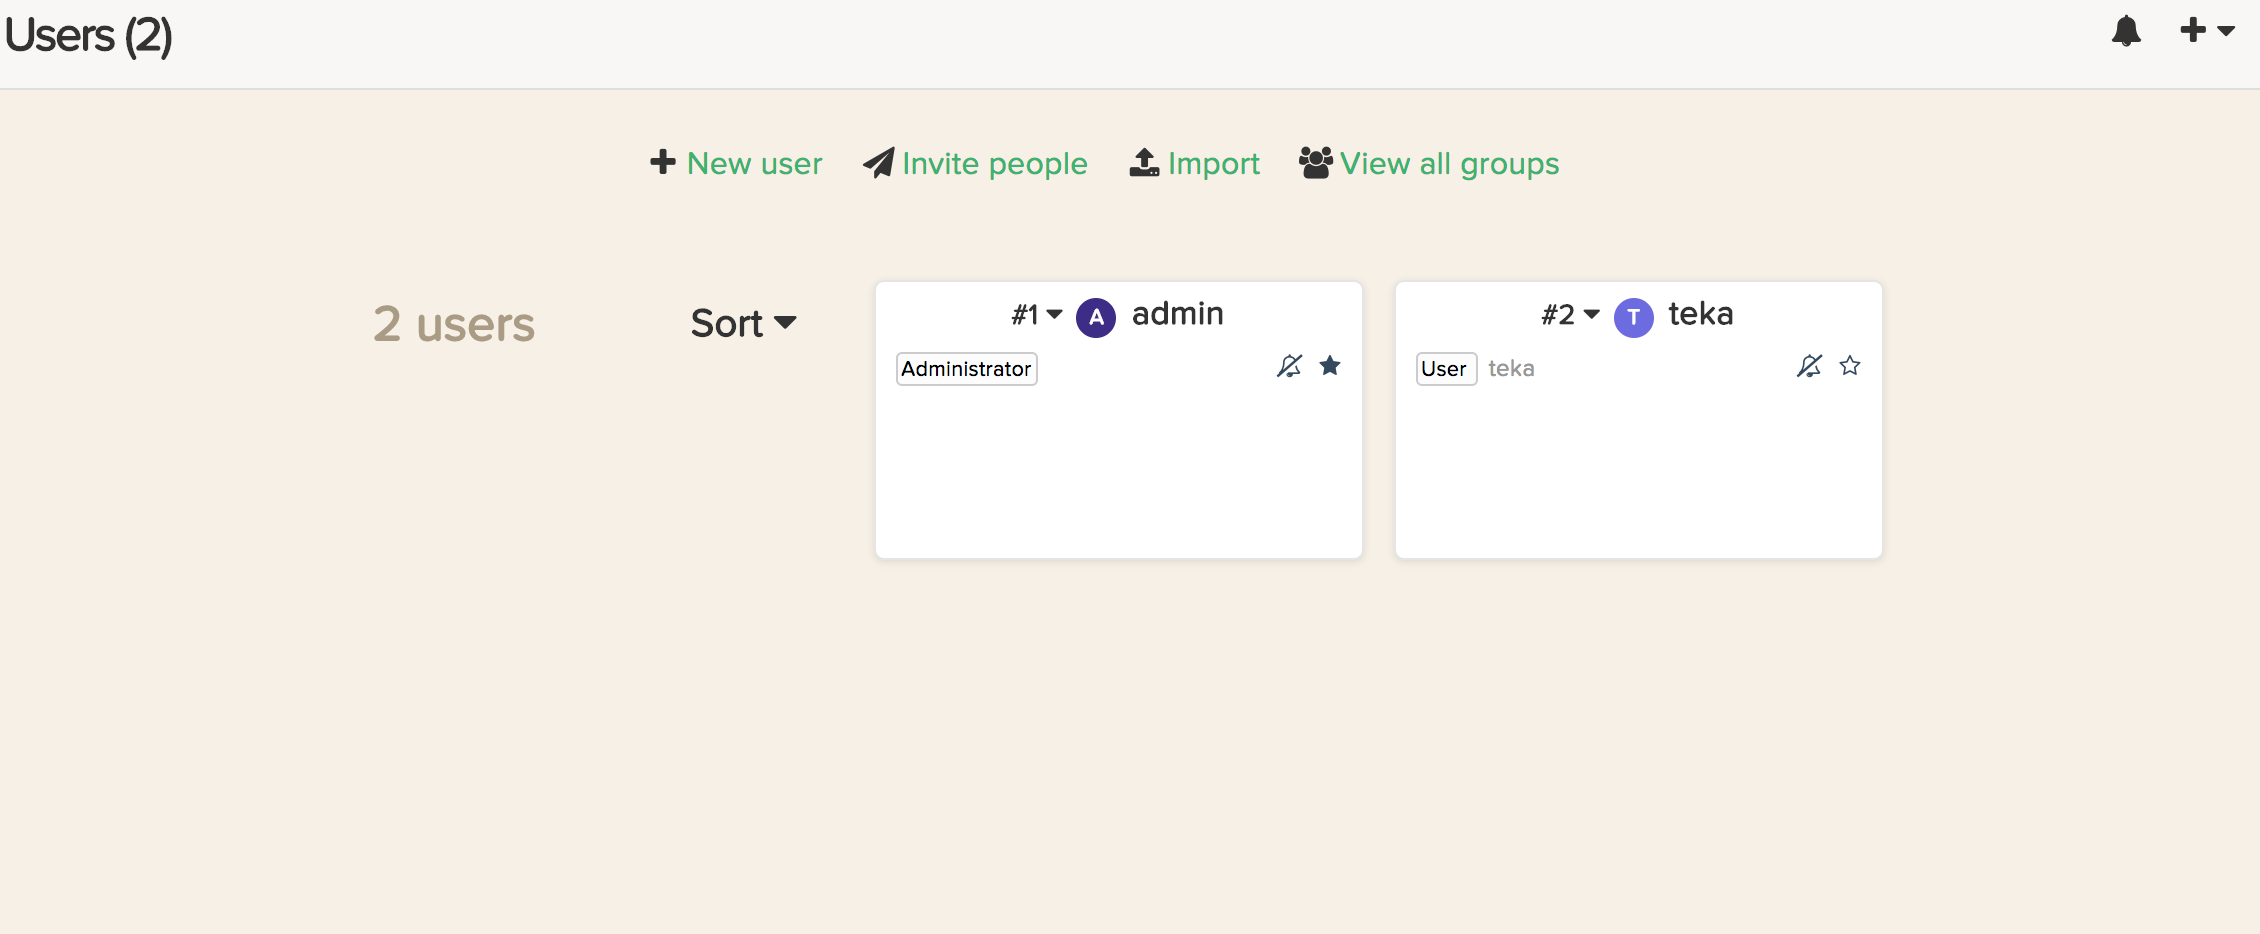 Users (2)
New user Invite people Import View all groups
2 users
Sort
#1 A admin
Administrator
#2 T teka
User teka